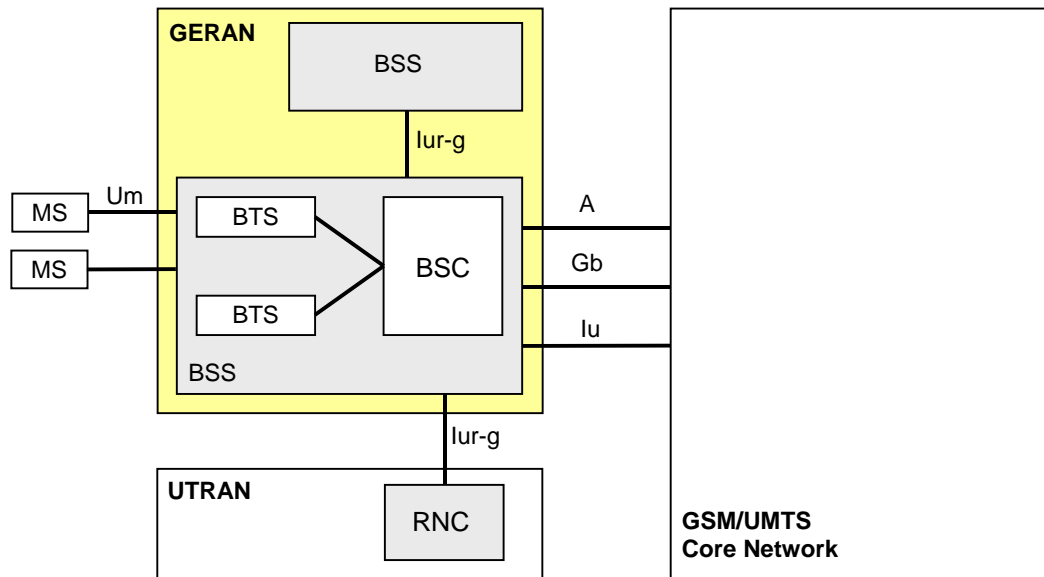 GERAN
BSS
Iur-g
Um
MS
BTS
BSC
A
MS
Gb
BTS
Iu
BSS
Iur-g
UTRAN
RNC
GSM/UMTS
Core Network